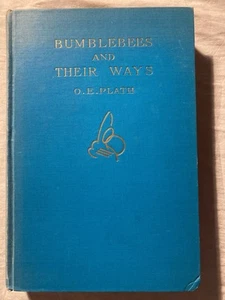 BUMBLEBEES
AND
THEIR WAYS
O.E.PLATH